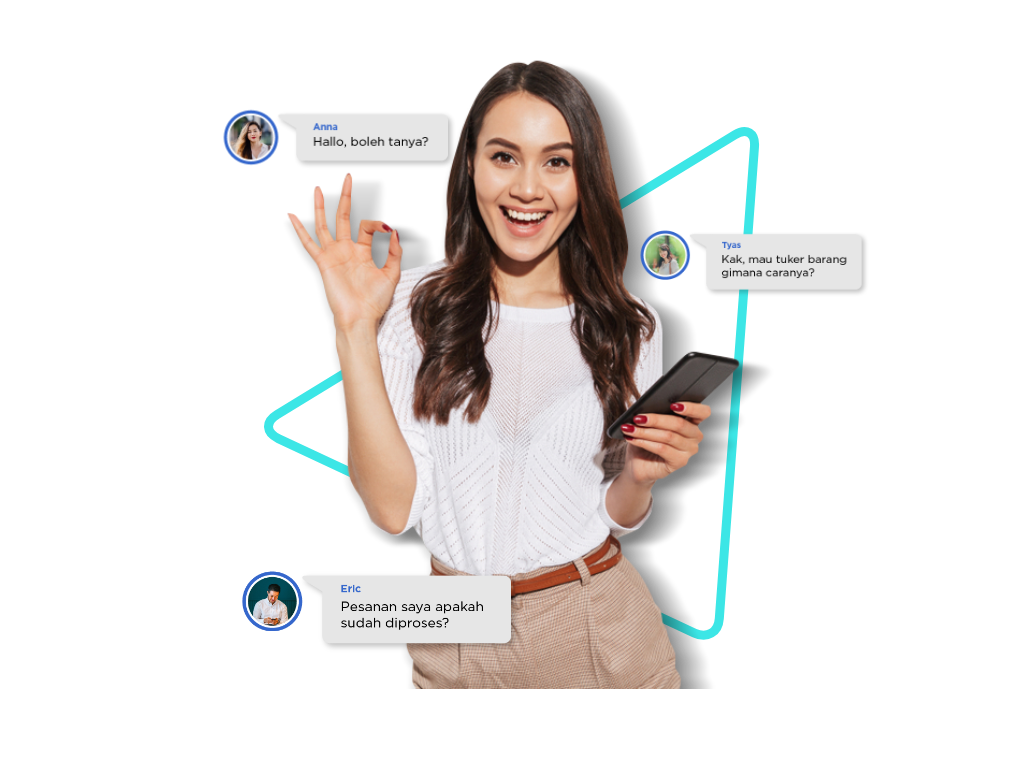 Anna
Hallo, boleh tanya?
Tyas
Kak, mau tuker barang
gimana caranya?
Eric
Pesanan saya apakah
sudah diproses?